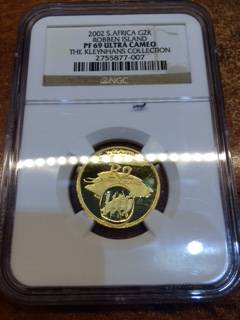 2002 S.AFRICA G2R
ROBBEN ISLAND
PF 69 ULTRA CAMEO
THE KLEYNHANS COLLECTION
2755877-007
NGC